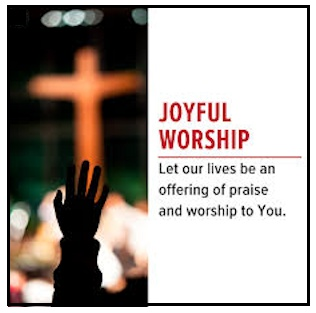 JOYFUL
WORSHIP
Let our lives be an
offering of praise
and worship to You.